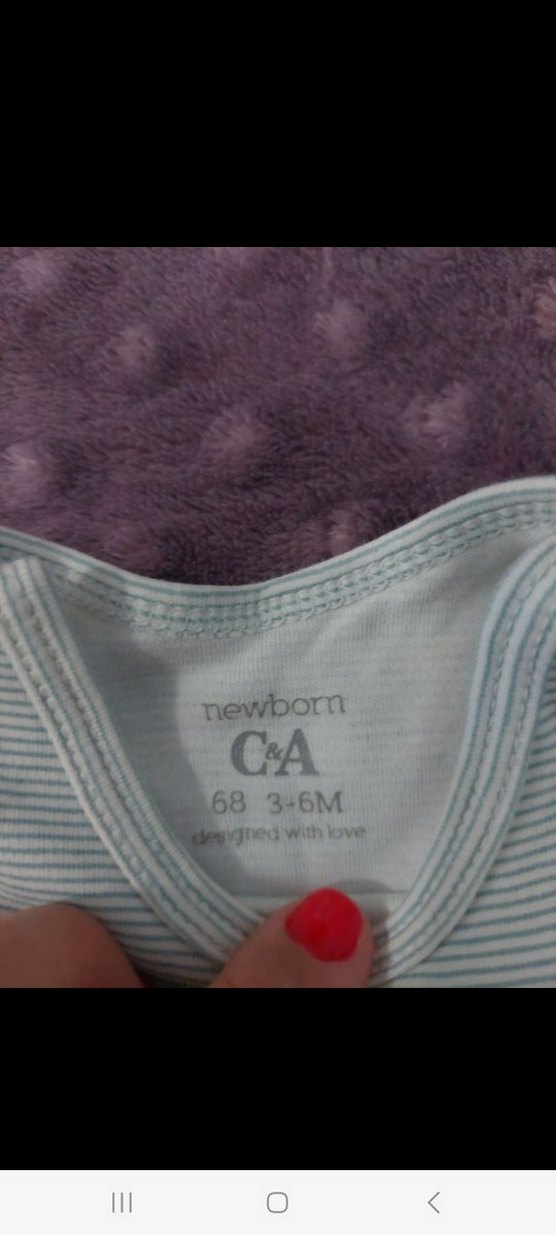 newborn
C&A
68 3-6M
designed with love